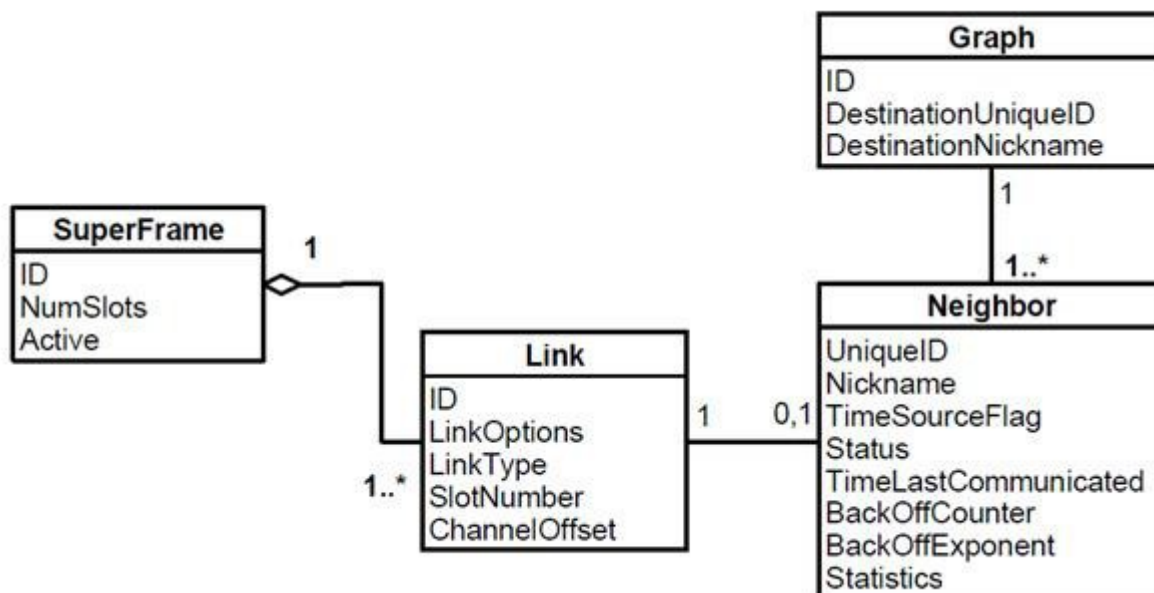 Graph
ID
DestinationUniqueID
DestinationNickname
1
1..*
SuperFrame
ID
NumSlots
Active
1
1..*
Link
ID
LinkOptions
LinkType
SlotNumber
ChannelOffset
1
0,1
Neighbor
UniqueID
Nickname
TimeSourceFlag
Status
TimeLastCommunicated
BackOffCounter
BackOffExponent
Statistics